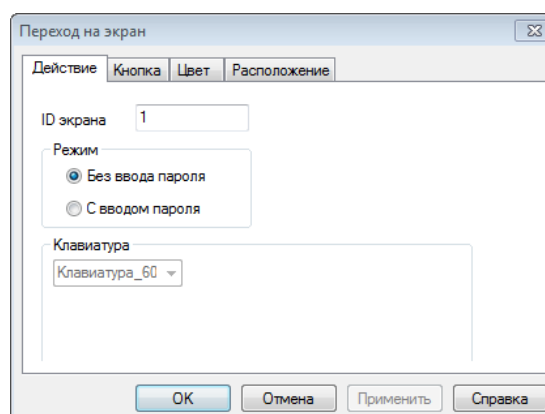 Переход на экран
Действие Кнопка Цвет Расположение
ID экрана 1
Режим
Без ввода пароля
С вводом пароля
Клавиатура
Клавиатура_60
OK Отмена Применить Справка